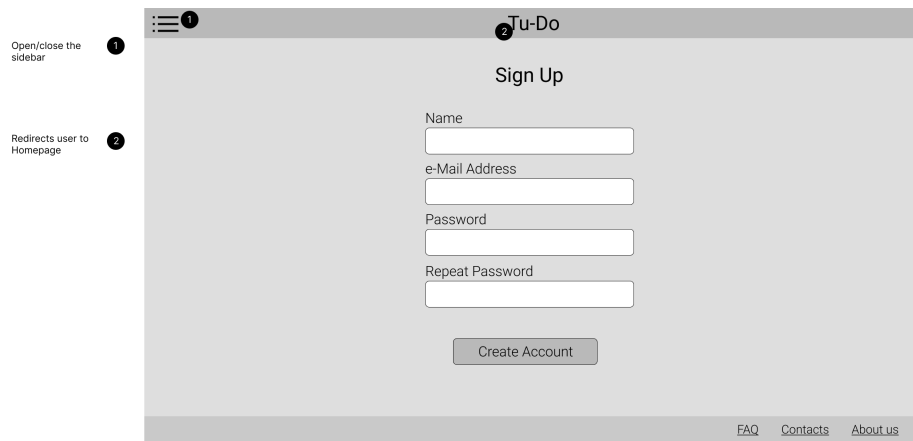 Open/close the
sidebar
1
Redirects user to
Homepage
2
1
Tu-Do
2
Sign Up
Name
e-Mail Address
Password
Repeat Password
Create Account
FAQ Contacts About us